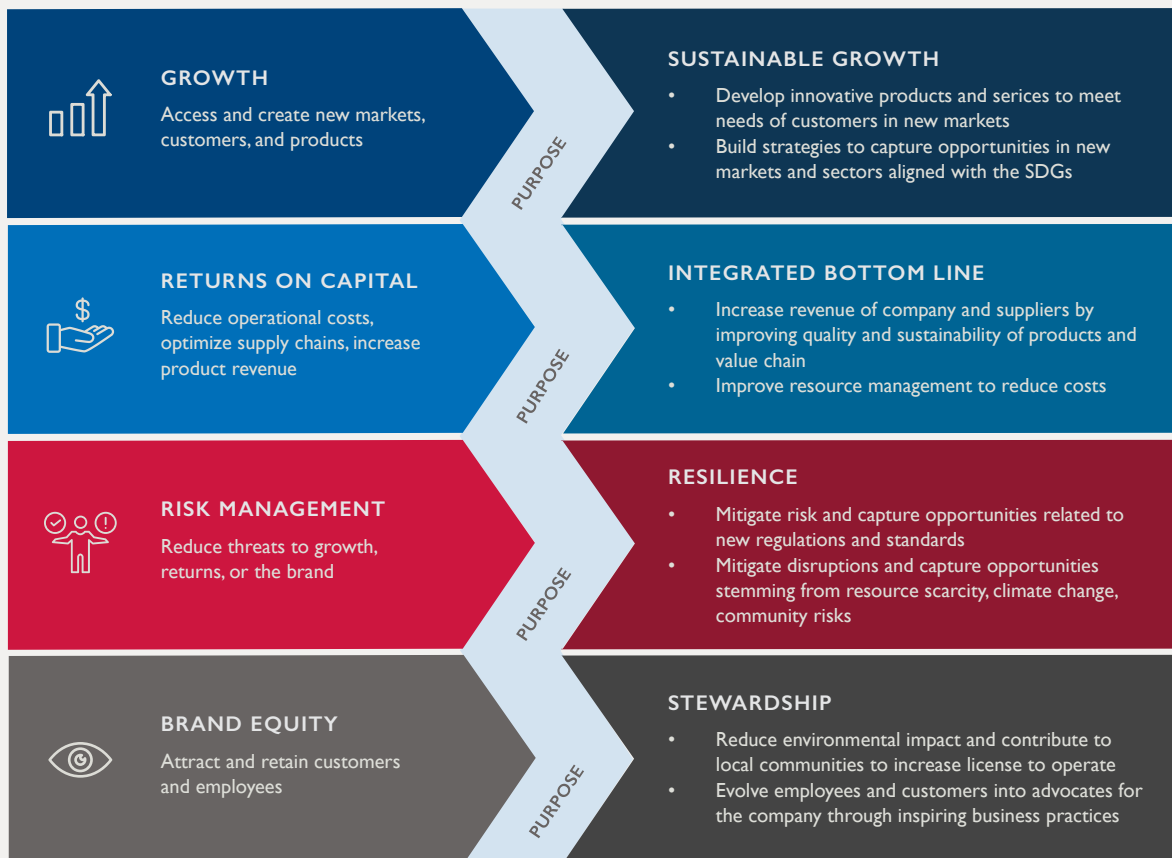 GROWTH
Access and create new markets,
customers, and products
PURPOSE
SUSTAINABLE GROWTH
• Develop innovative products and serices to meet
needs of customers in new markets
• Build strategies to capture opportunities in new
markets and sectors aligned with the SDGs
$
RETURNS ON CAPITAL
Reduce operational costs,
optimize supply chains, increase
product revenue
PURPOSE
INTEGRATED BOTTOM LINE
• Increase revenue of company and suppliers by
improving quality and sustainability of products and
value chain
• Improve resource management to reduce costs
!
RISK MANAGEMENT
Reduce threats to growth,
returns, or the brand
PURPOSE
RESILIENCE
• Mitigate risk and capture opportunities related to
new regulations and standards
• Mitigate disruptions and capture opportunities
stemming from resource scarcity, climate change,
community risks
BRAND EQUITY
Attract and retain customers
and employees
PURPOSE
STEWARDSHIP
• Reduce environmental impact and contribute to
local communities to increase license to operate
• Evolve employees and customers into advocates for
the company through inspiring business practices